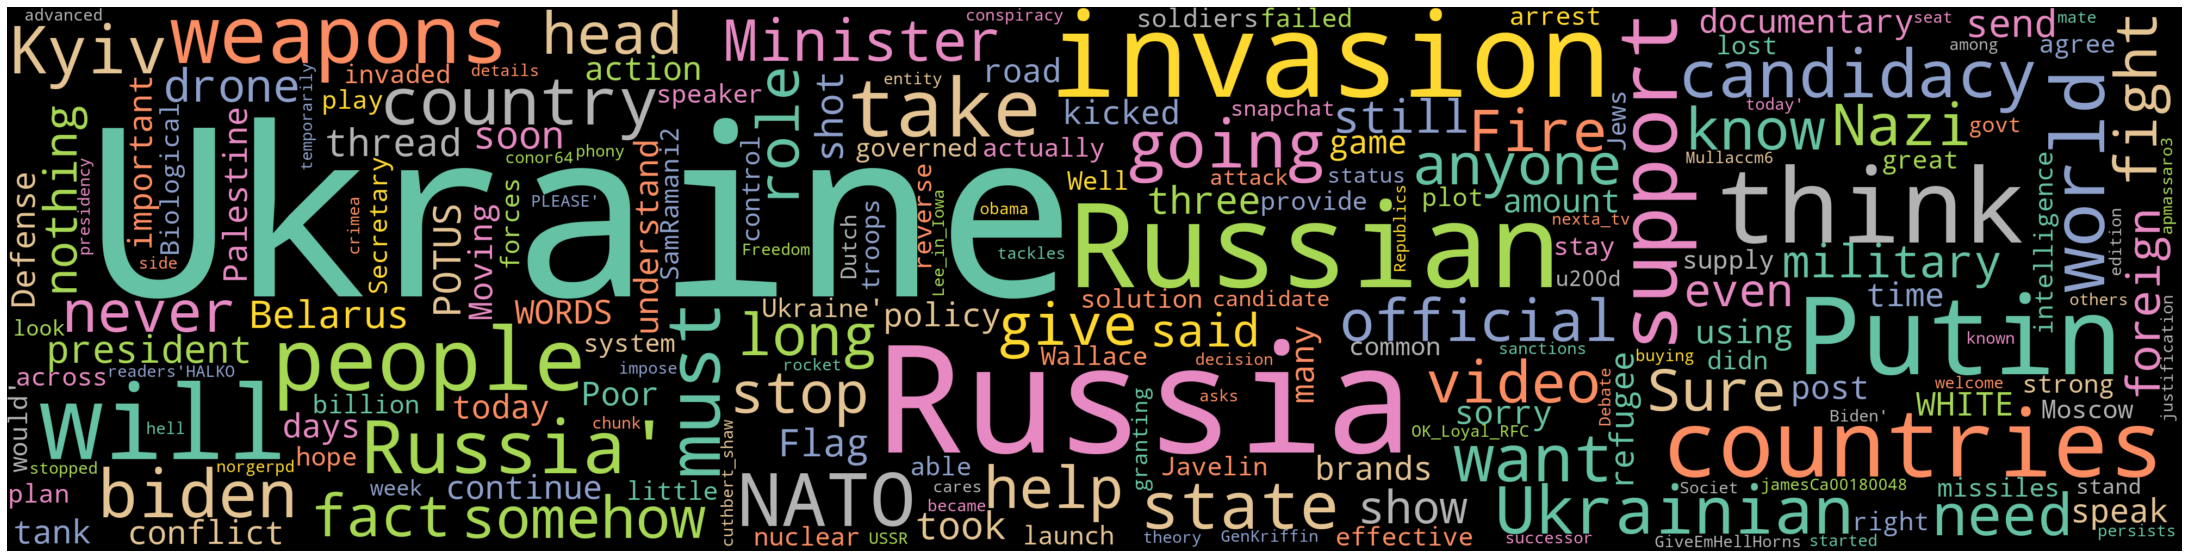 advanced
Kyiv
weapons
head
Minister
conspiracy
soldiers
failed
arrest
documentary
seat
send
mate
invaded
details
action
drone
play
country
speaker
entity
road
invasion
lost
among
agree
candidacy
temporarily
important
Biological
Palestine
thread
soon
conor64
phony
role
shot
take
governed
actually
kicked
snapchat
still
Fire
Jews
support
today'
know
Nazi
govt
world
fight
nothing
presidency
Ukraine
understand
SamRamani2
control
reverse
Lee_in_Iowa
going
game
anyone
Mullaccm6
great
Well
attack
status
Republics
think
intelligence
apmassaro3
Defense
side
crimea
Secretary
POTUS
Moving
forces
PLEASE'
Freedom
obama
tackles
Dutch
troops
three
provide
plot
amount
nexta_tv
stay
u200d
Russian
supply
military
edition
foreign
never
Belarus
WORDS
must
Ukraine'
policy
solution
candidate
give
said
official
even
Putin
time
others
look
president
people
system
long
Wallace
decision
many
common
sanctions
using
didn
known
justification
across
readers'HALKO
impose
rocket
Russia
asks
video
Debate
refugee
buying
Sure
post
welcome
strong
would'
will
hell
billion
today
Poor
stop
sorry
WHITE
Biden'
Moscow
days
Russia'
chunk
Flag
OK_Loyal_RFC
want
countries
stopped
norgerpd
hope
cuthbert_shaw
able
granting
Javelin
brands
plan
biden
week
continue
little
NATO
cares
help
became
state
show
Ukrainian
Societ
jamesCa00180048
missiles
stand
need
speak
tank
conflict
fact
somehow
nuclear
USSR
took
launch
theory
GenKriffin
effective
successor
GiveEmHellHorns
right
started
persists